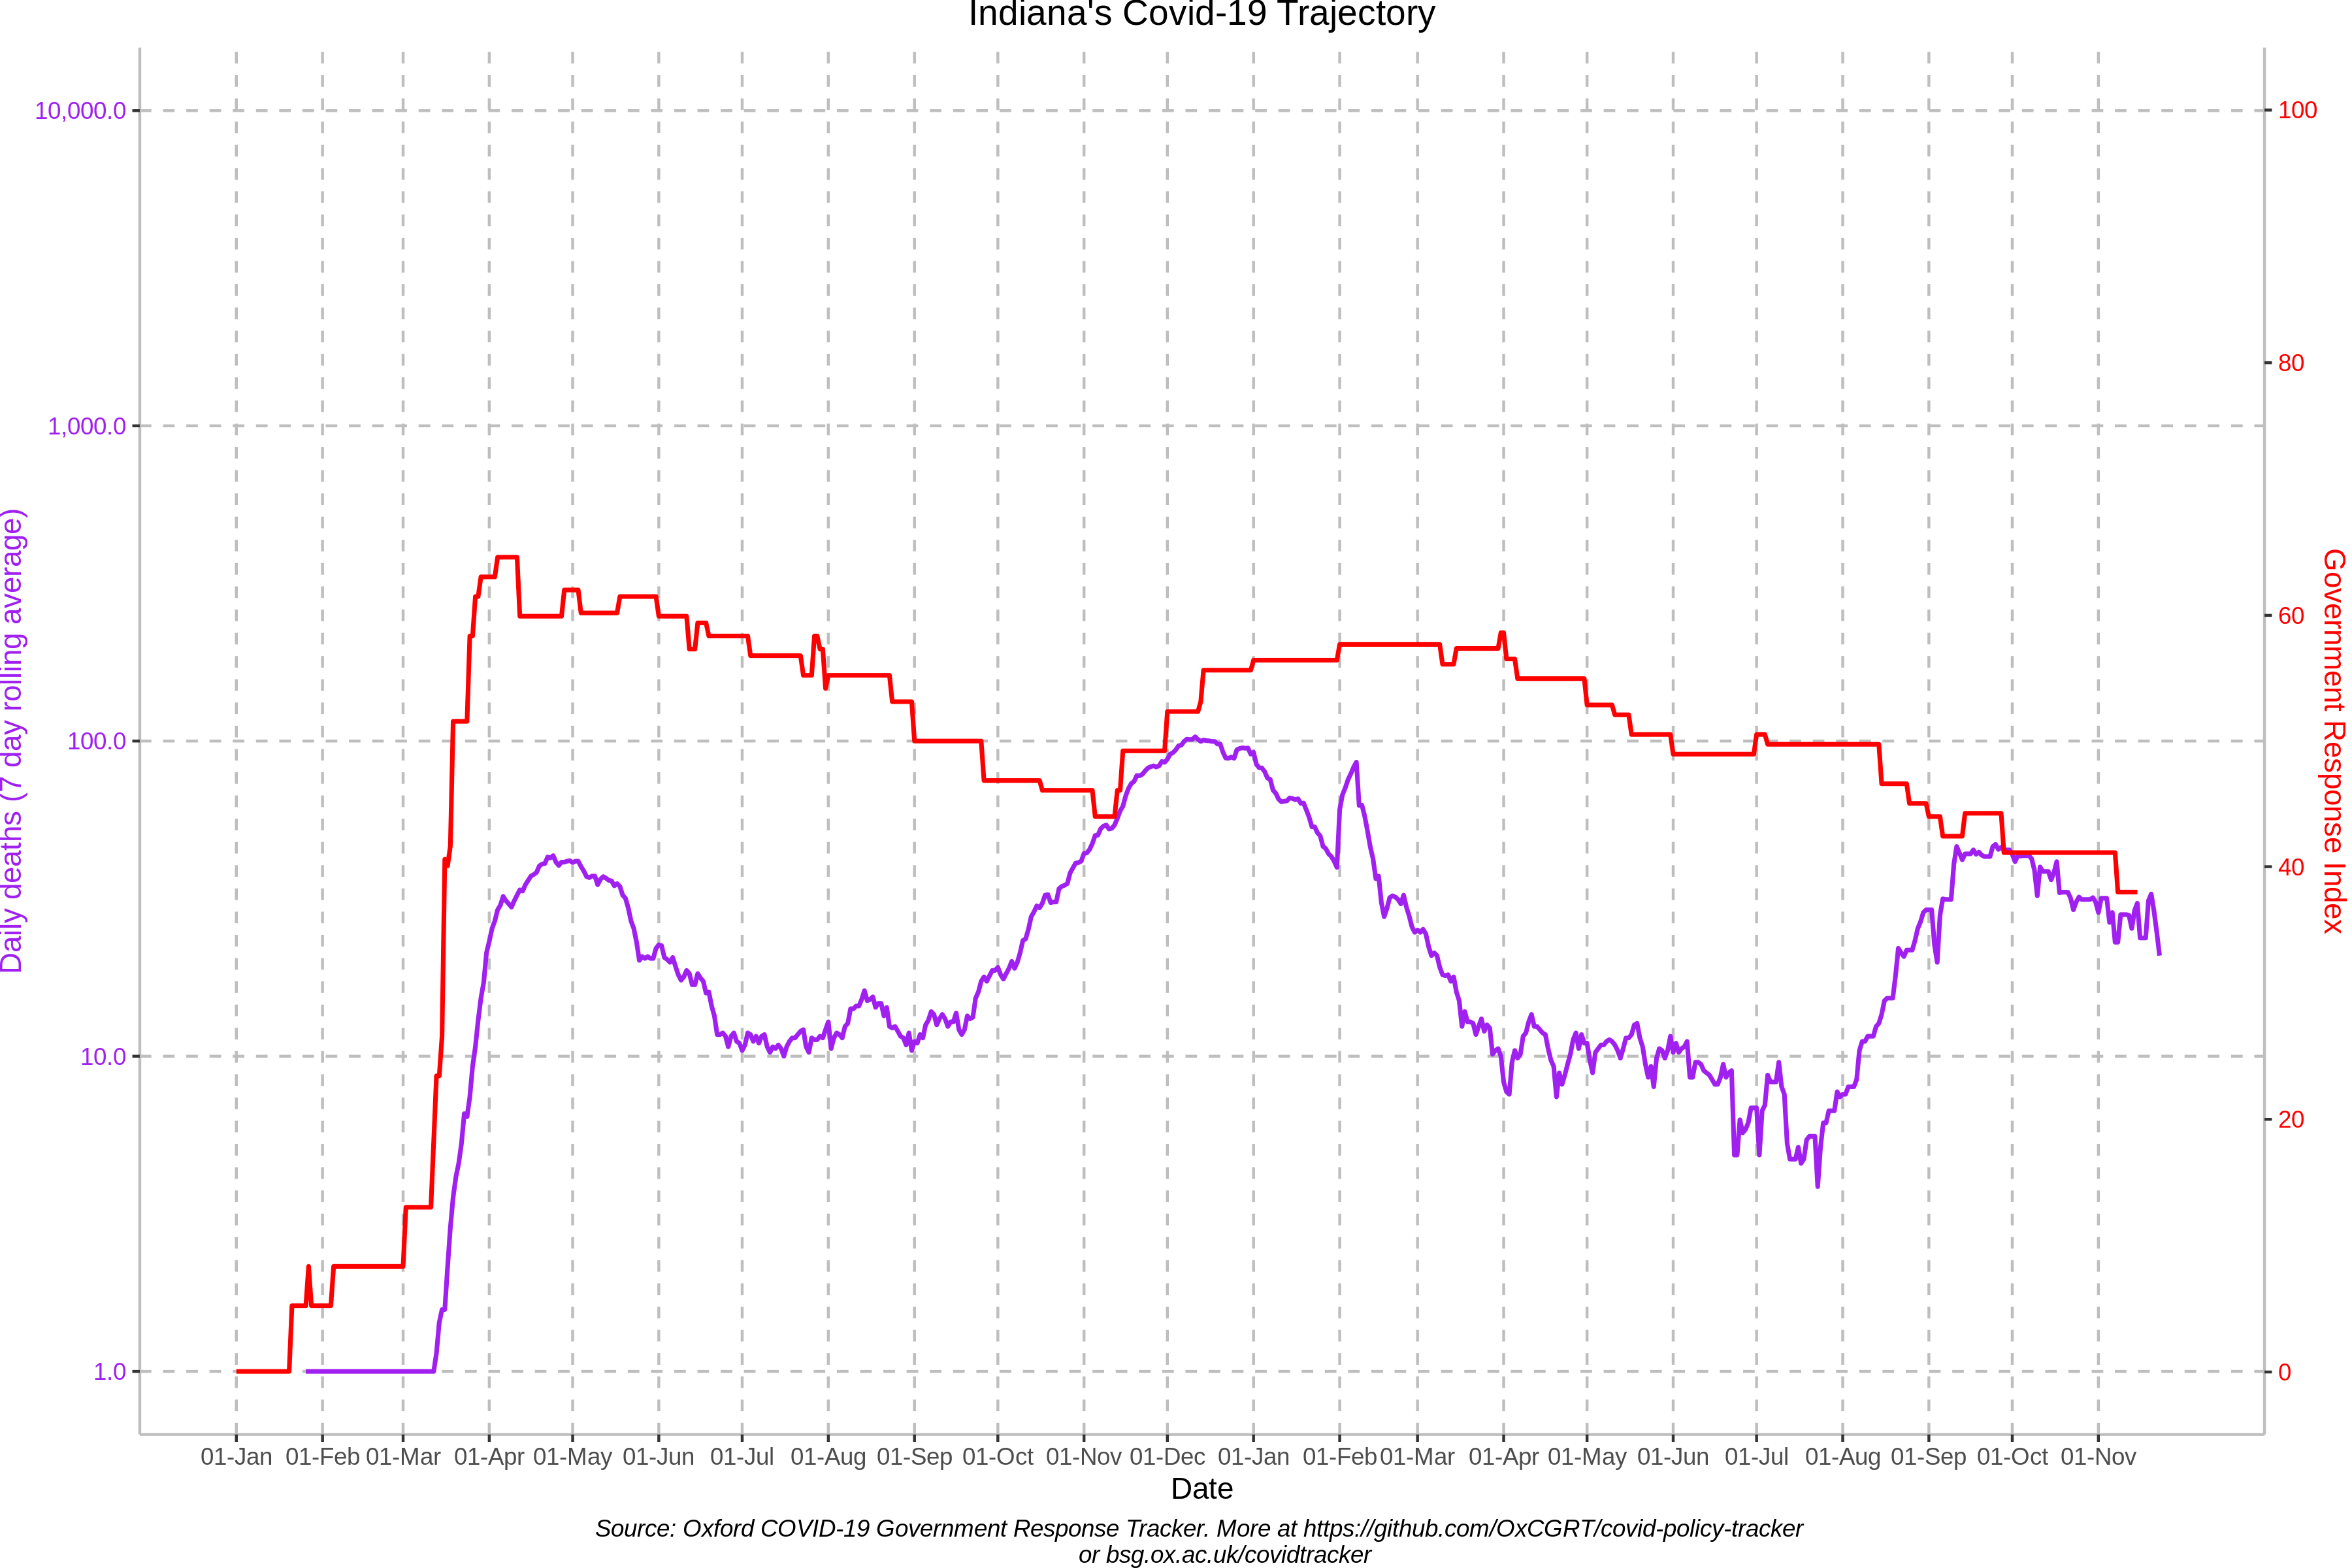 Indiana's Covid-19 Trajectory
10,000.0
1,000.0
100.0
10.0
1.0
Daily deaths (7 day rolling average)
100
80
60
40
20
0
Government Response Index
01-Jan 01-Feb 01-Mar 01-Apr 01-May 01-Jun 01-Jul 01-Aug 01-Sep 01-Oct 01-Nov 01-Dec 01-Jan 01-Feb 01-Mar 01-Apr 01-May 01-Jun 01-Jul 01-Aug 01-Sep 01-Oct 01-Nov
Date
Source: Oxford COVID-19 Government Response Tracker. More at https://github.com/OxCGRT/covid-policy-tracker
or bsg.ox.ac.uk/covidtracker